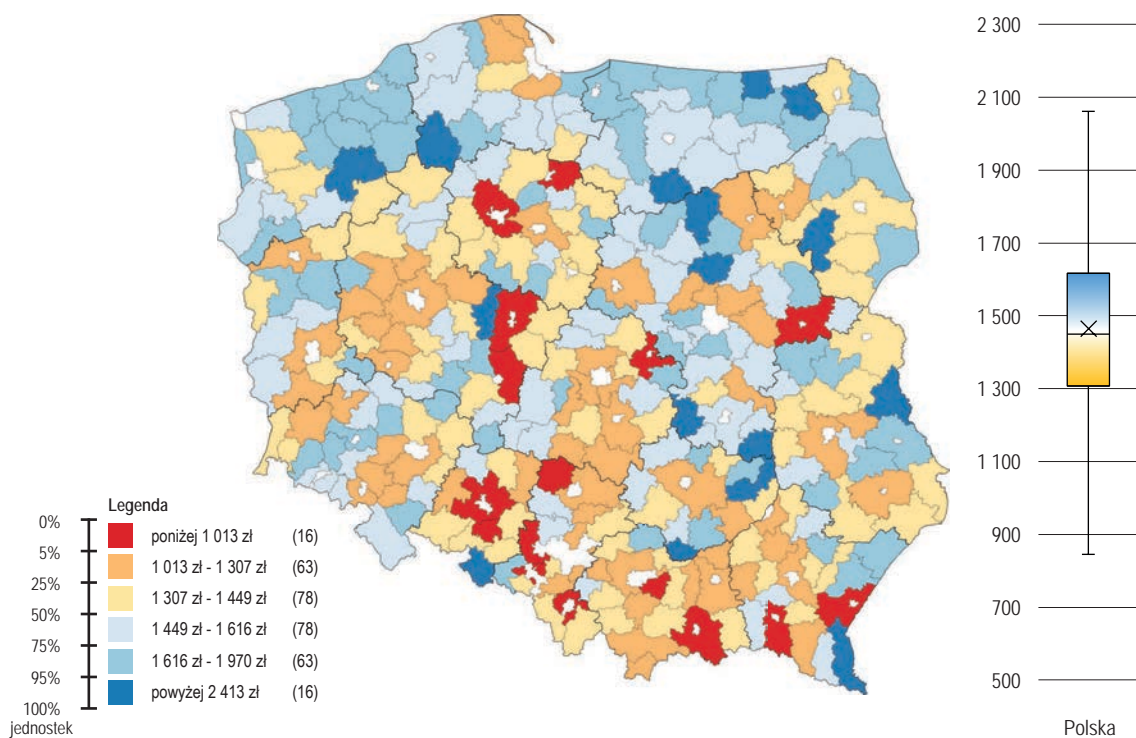 Legenda
0%
5%
25%
50%
75%
95%
100%
jednostek
poniżej 1 013 zł (16)
1 013 zł - 1 307 zł (63)
1 307 zł - 1 449 zł (78)
1 449 zł - 1 616 zł (78)
1 616 zł - 1 970 zł (63)
powyżej 2 413 zł (16)
2 300
2 100
1 900
1 700
1 500
1 300
1 100
900
700
500
Polska